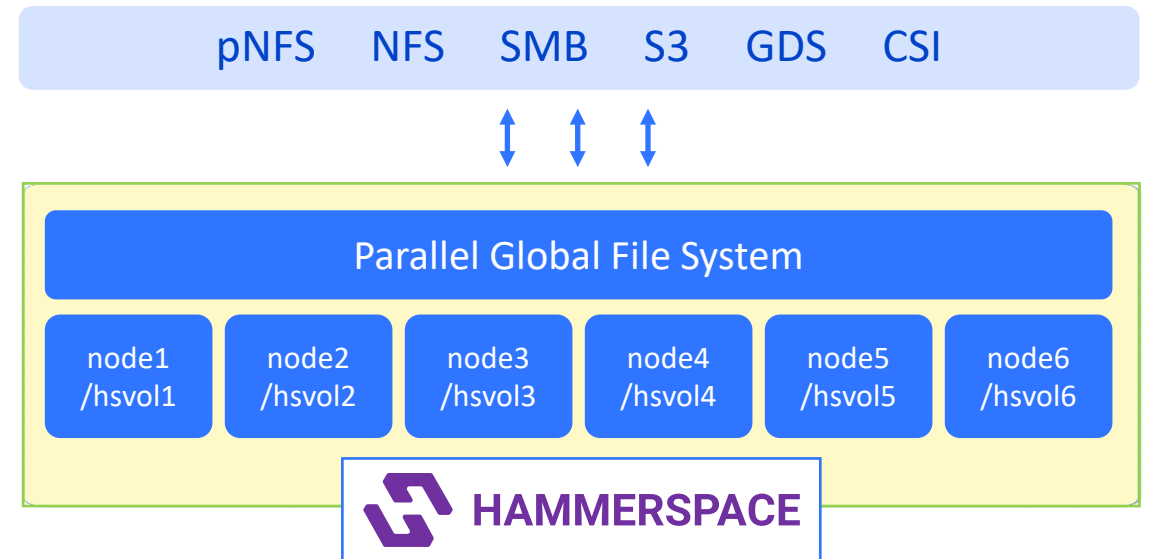 pNFS NFS SMB S3 GDS CSI
Parallel Global File System
node1
/hsvol1
node2
/hsvol2
node3
/hsvol3
node4
/hsvol4
node5
/hsvol5
node6
/hsvol6
HAMMERSPACE